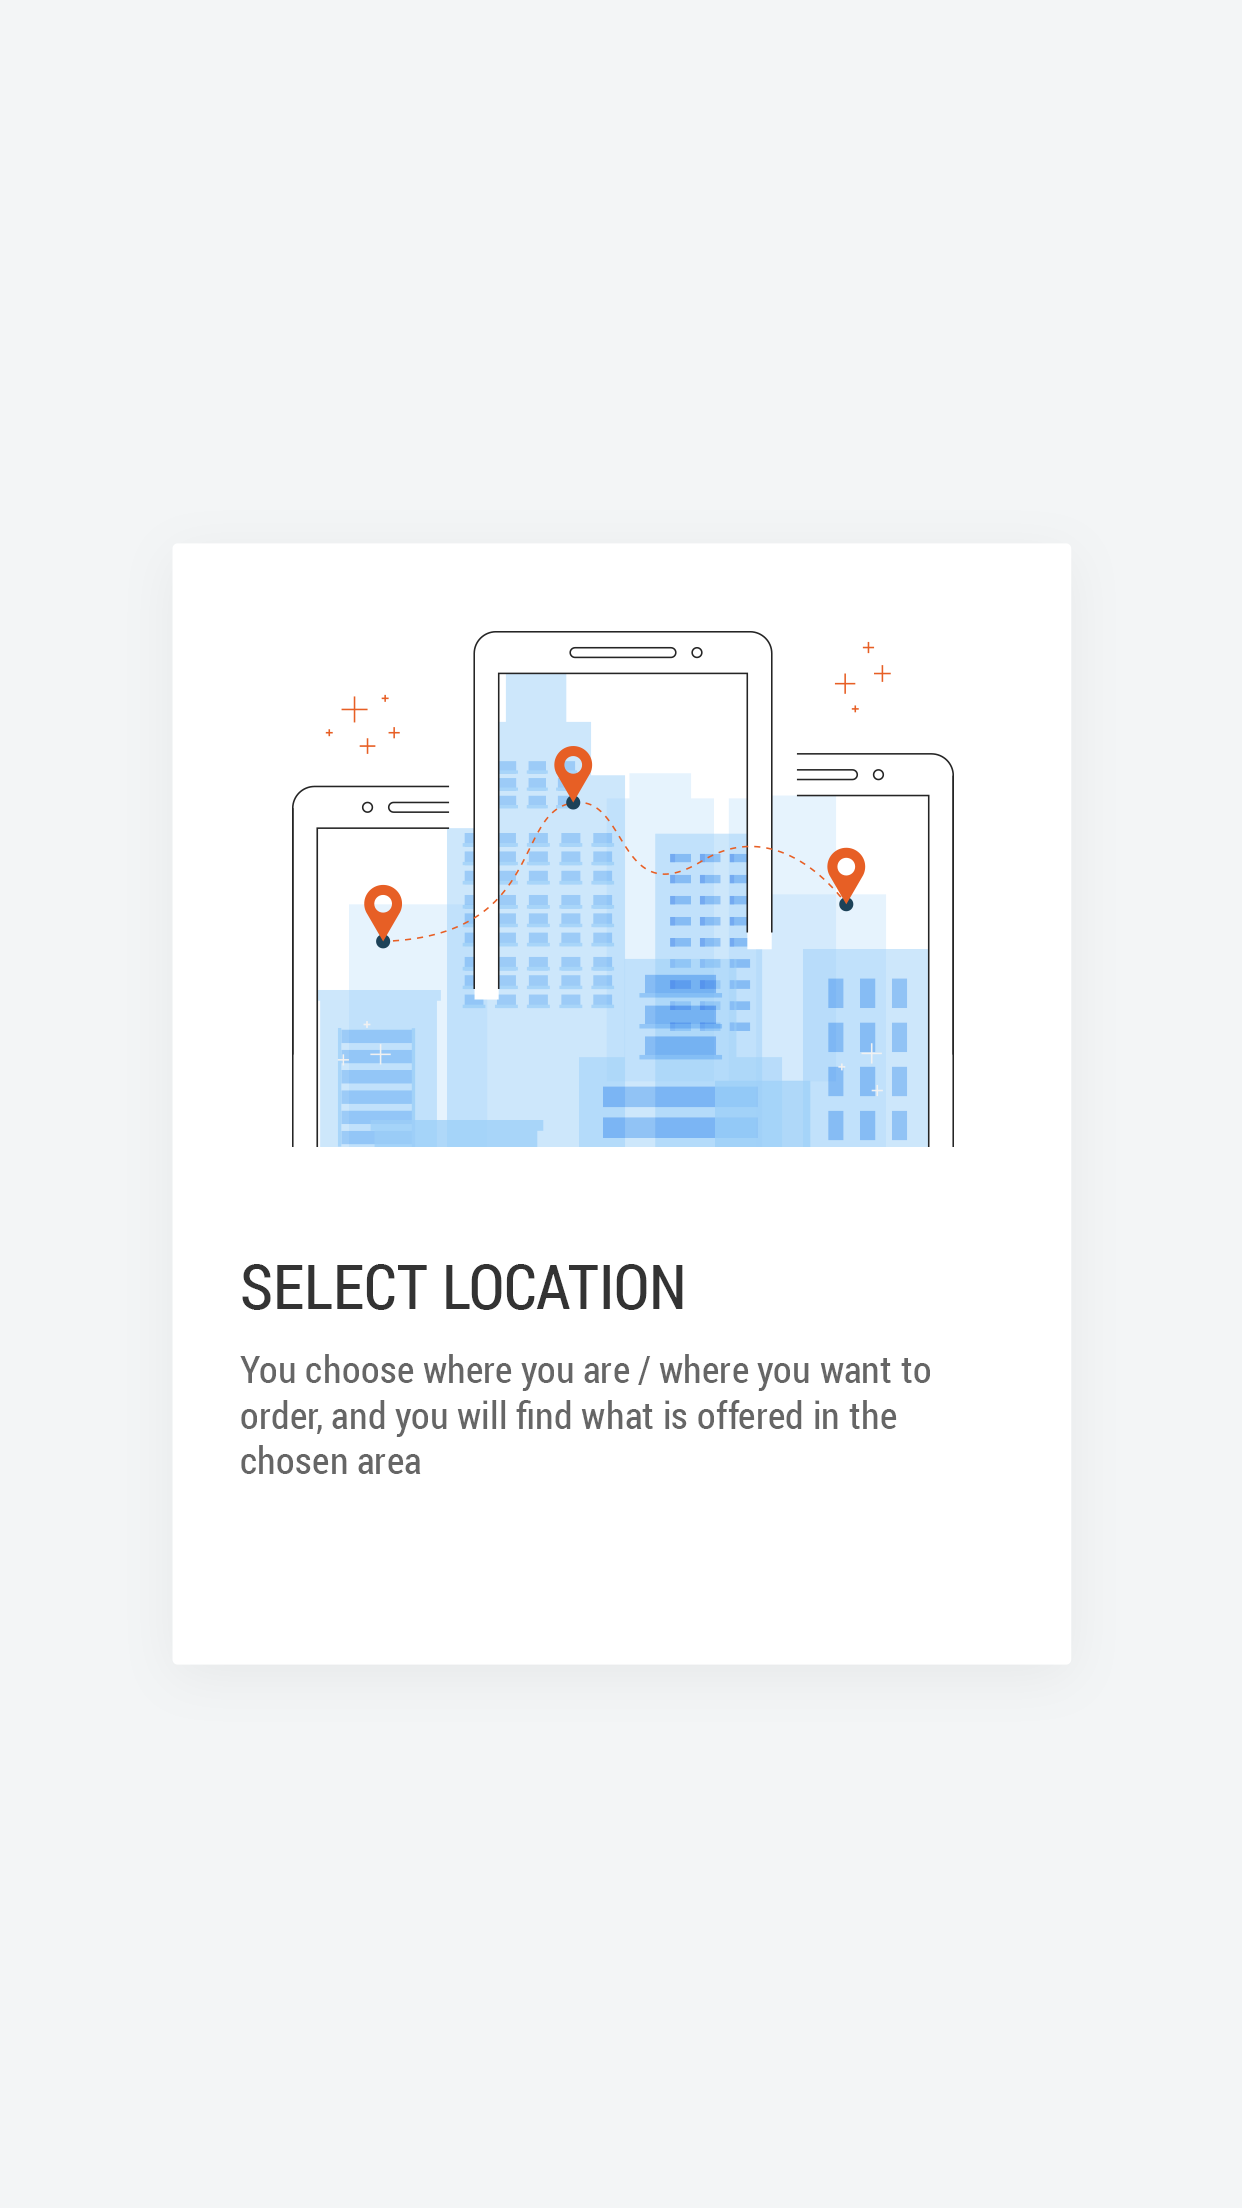 SELECT LOCATION
You choose where you are / where you want to
order, and you will find what is offered in the
chosen area